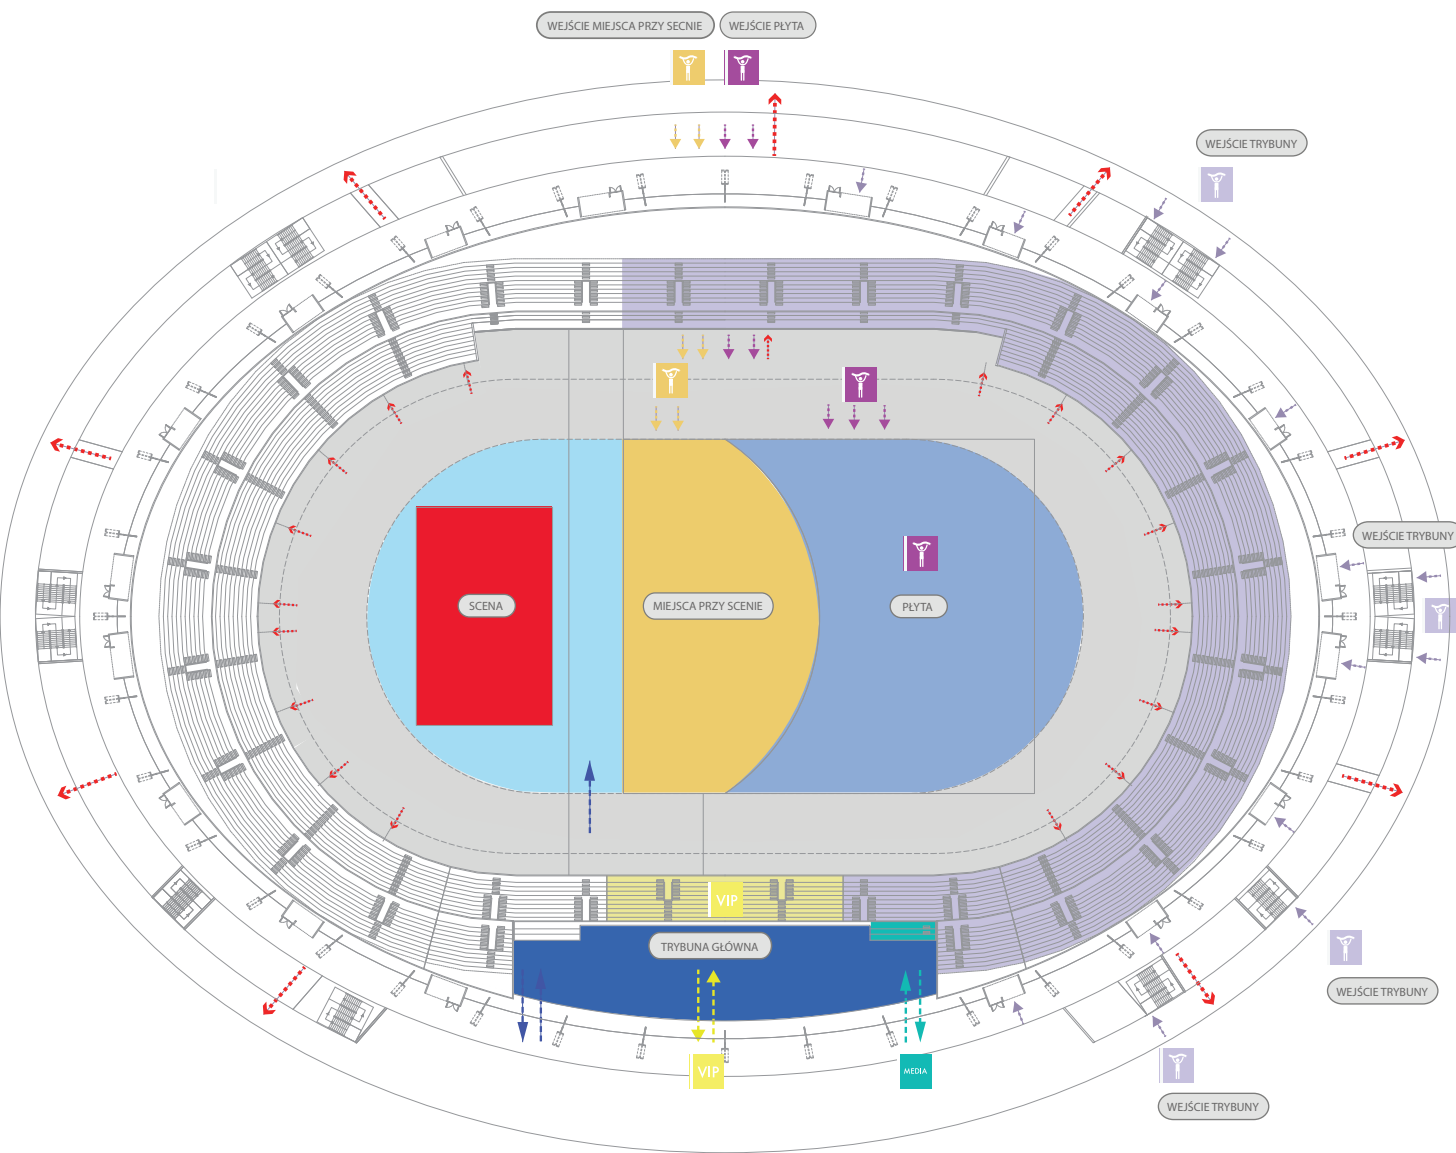 WEJŚCIE MIEJSCA PRZY SECNIE
WEJŚCIE PŁYTA
WEJŚCIE TRYBUNY
WEJŚCIE TRYBUNY
SCENA
MIEJSCA PRZY SCENIE
PŁYTA
VIP
TRYBUNA GŁÓWNA
WEJŚCIE TRYBUNY
VIP
MEDIA
WEJŚCIE TRYBUNY